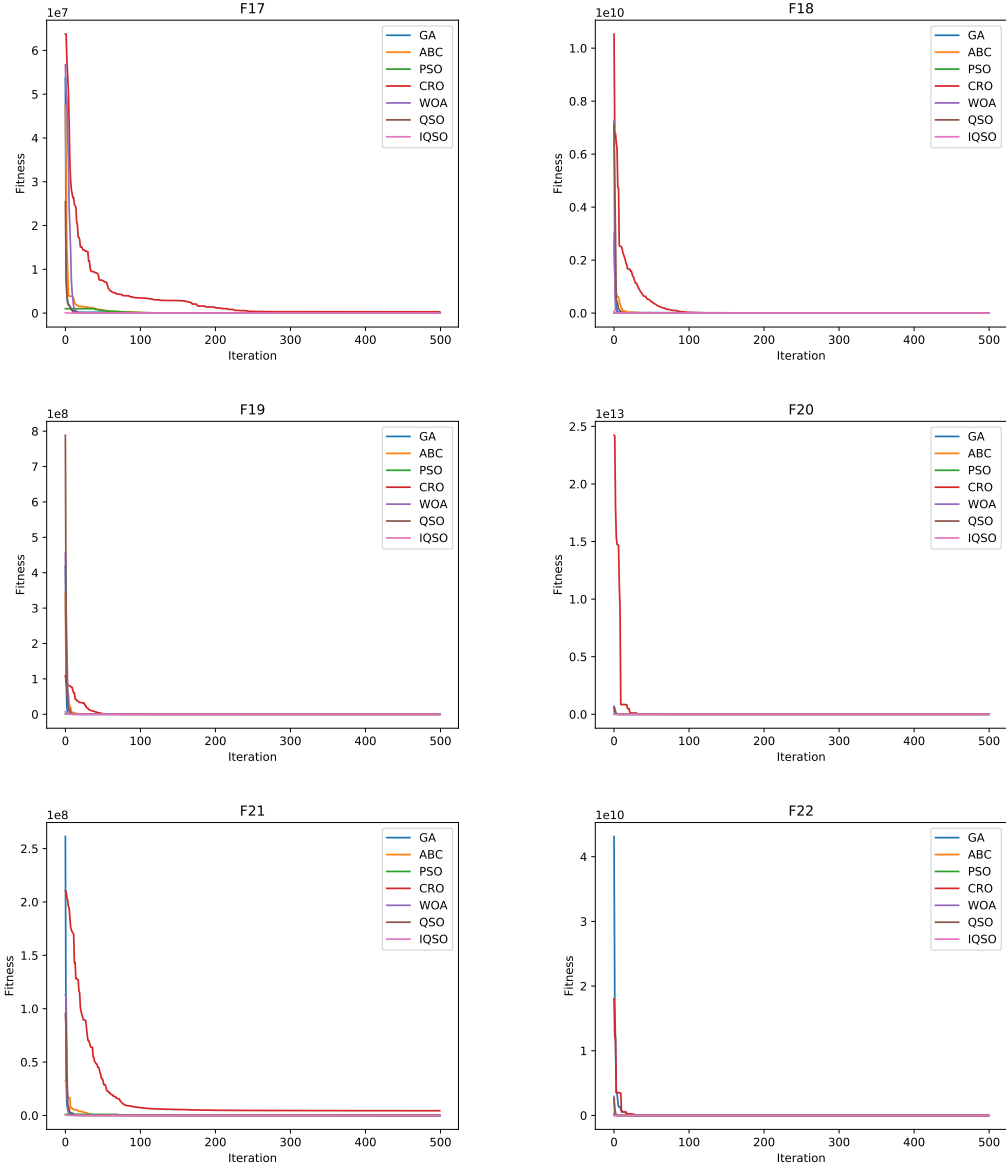 F17
1e7
6
5
4
3
2
1
0
Fitness
0 100 200 300 400 500
Iteration
GA
ABC
PSO
CRO
WOA
QSO
IQSO
F18
1e10
1.0
0.8
0.6
0.4
0.2
0.0
Fitness
0 100 200 300 400 500
Iteration
GA
ABC
PSO
CRO
WOA
QSO
IQSO
F19
1e8
8
7
6
5
4
3
2
1
0
Fitness
0 100 200 300 400 500
Iteration
GA
ABC
PSO
CRO
WOA
QSO
IQSO
F20
1e13
2.5
2.0
1.5
1.0
0.5
0.0
Fitness
0 100 200 300 400 500
Iteration
GA
ABC
PSO
CRO
WOA
QSO
IQSO
F21
1e8
2.5
2.0
1.5
1.0
0.5
0.0
Fitness
0 100 200 300 400 500
Iteration
GA
ABC
PSO
CRO
WOA
QSO
IQSO
F22
1e10
4
3
2
1
0
Fitness
0 100 200 300 400 500
Iteration
GA
ABC
PSO
CRO
WOA
QSO
IQSO